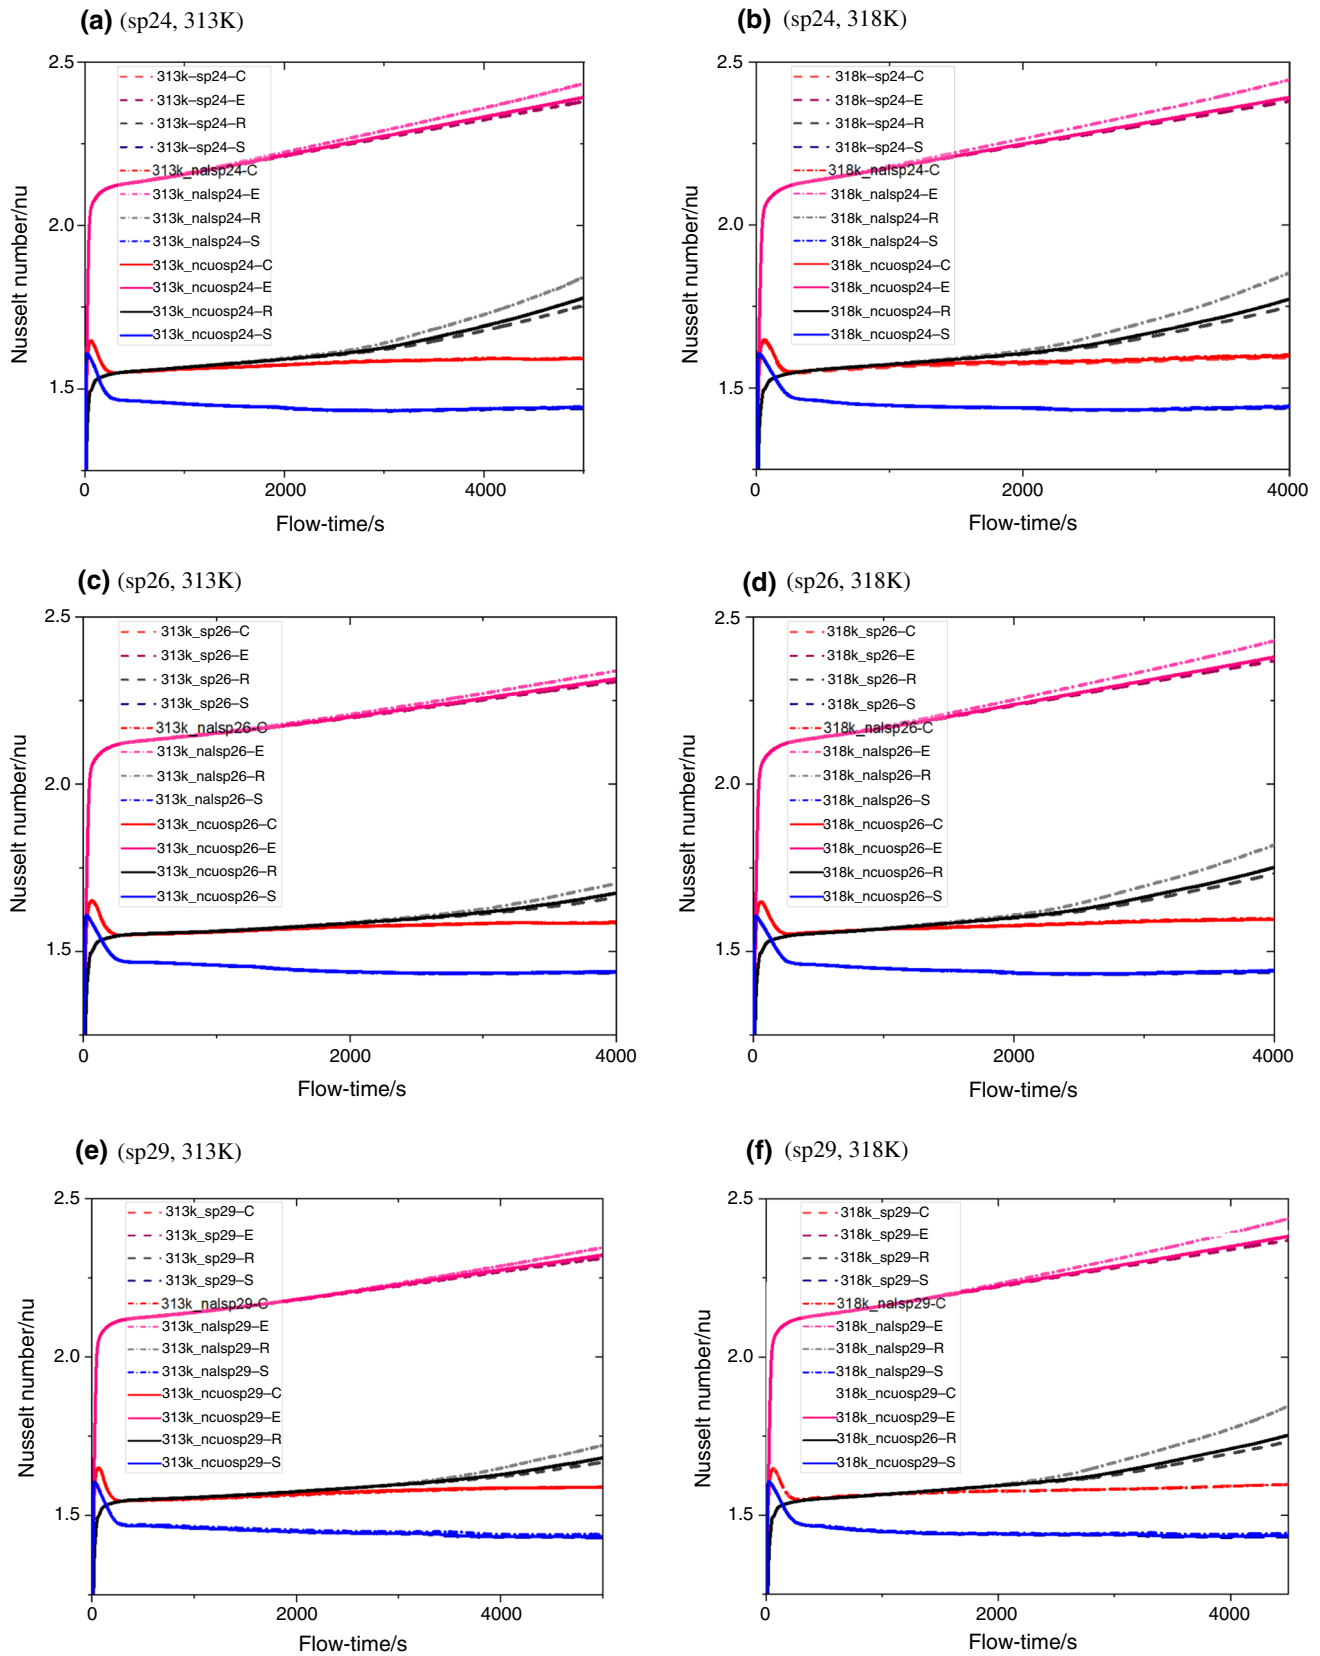 (a) (sp24, 313K)
2.5
2.0
1.5
Nusselt number/nu
313k–sp24–C
313k–sp24–E
313k–sp24–R
313k–sp24–S
313k_nalsp24–C
313k_nalsp24–E
313k_nalsp24–R
313k_nalsp24–S
313k_ncuosp24–C
313k_ncuosp24–E
313k_ncuosp24–R
313k_ncuosp24–S
0 2000 4000
Flow-time/s
(b) (sp24, 318K)
2.5
2.0
1.5
Nusselt number/nu
318k–sp24–C
318k–sp24–E
318k–sp24–R
318k–sp24–S
318k_nalsp24-C
318k_nalsp24–E
318k_nalsp24–R
318k_nalsp24–S
318k_ncuosp24–C
318k_ncuosp24–E
318k_ncuosp24–R
318k_ncuosp24–S
0 2000 4000
Flow-time/s
(c) (sp26, 313K)
2.5
2.0
1.5
Nusselt number/nu
313k_sp26–C
313k_sp26–E
313k_sp26–R
313k_sp26–S
313k_nalsp26–C
313k_nalsp26–E
313k_nalsp26–R
313k_nalsp26–S
313k_ncuosp26–C
313k_ncuosp26–E
313k_ncuosp26–R
313k_ncuosp26–S
0 2000 4000
Flow-time/s
(d) (sp26, 318K)
2.5
2.0
1.5
Nusselt number/nu
318k_sp26–C
318k_sp26–E
318k_sp26–R
318k_sp26–S
318k_nalsp26-C
318k_nalsp26–E
318k_nalsp26–R
318k_nalsp26–S
318k_ncuosp26–C
318k_ncuosp26–E
318k_ncuosp26–R
318k_ncuosp26–S
0 2000 4000
Flow-time/s
(e) (sp29, 313K)
2.5
2.0
1.5
Nusselt number/nu
313k_sp29–C
313k_sp29–E
313k_sp29–R
313k_sp29–S
313k_nalsp29–C
313k_nalsp29–E
313k_nalsp29–R
313k_nalsp29–S
313k_ncuosp29–C
313k_ncuosp29–E
313k_ncuosp29–R
313k_ncuosp29–S
0 2000 4000
Flow-time/s
(f) (sp29, 318K)
2.5
2.0
1.5
Nusselt number/nu
318k_sp29–C
318k_sp29–E
318k_sp29–R
318k_sp29–S
318k_nalsp29-C
318k_nalsp29–E
318k_nalsp29–R
318k_nalsp29–S
318k_ncuosp29–C
318k_ncuosp29–E
318k_ncuosp26–R
318k_ncuosp29–S
0 2000 4000
Flow-time/s